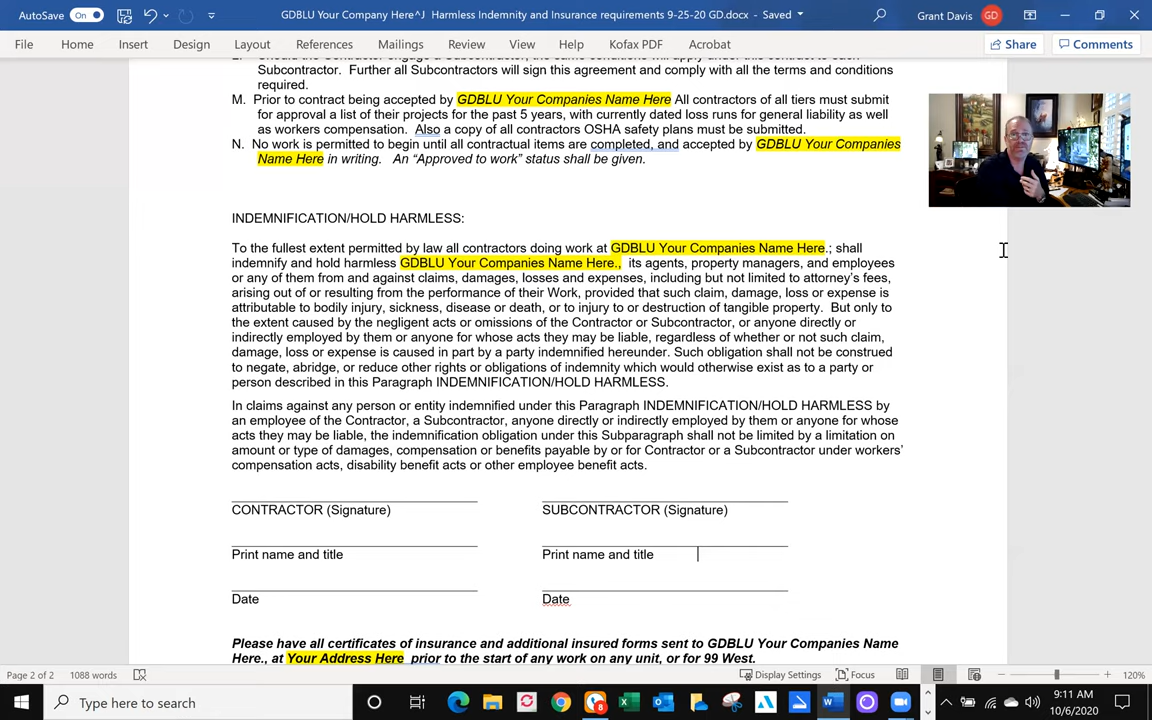 AutoSave On GDBLU Your Company Here^J Harmless Indemnity and Insurance requirements 9-25-20 GD.docx - Saved Grant Davis GD
File Home Insert Design Layout References Mailings Review View Help Kofax PDF Acrobat Share Comments
L. Should the Contractor engage a Subcontractor, the same conditions will apply under this contract to such
Subcontractor. Further all Subcontractors will sign this agreement and comply with all the terms and conditions
required.
M. Prior to contract being accepted by GDBLU Your Companies Name Here All contractors of all tiers must submit
for approval a list of their projects for the past 5 years, with currently dated loss runs for general liability as well
as workers compensation. Also a copy of all contractors OSHA safety plans must be submitted.
N. No work is permitted to begin until all contractual items are completed, and accepted by GDBLU Your Companies
Name Here in writing. An “Approved to work” status shall be given.
INDEMNIFICATION/HOLD HARMLESS:
To the fullest extent permitted by law all contractors doing work at GDBLU Your Companies Name Here.; shall
indemnify and hold harmless GDBLU Your Companies Name Here., its agents, property managers, and employees
or any of them from and against claims, damages, losses and expenses, including but not limited to attorney’s fees,
arising out of or resulting from the performance of their Work, provided that such claim, damage, loss or expense is
attributable to bodily injury, sickness, disease or death, or to injury to or destruction of tangible property. But only to
the extent caused by the negligent acts or omissions of the Contractor or Subcontractor, or anyone directly or
indirectly employed by them or anyone for whose acts they may be liable, regardless of whether or not such claim,
damage, loss or expense is caused in part by a party indemnified hereunder. Such obligation shall not be construed
to negate, abridge, or reduce other rights or obligations of indemnity which would otherwise exist as to a party or
person described in this Paragraph INDEMNIFICATION/HOLD HARMLESS.
In claims against any person or entity indemnified under this Paragraph INDEMNIFICATION/HOLD HARMLESS by
an employee of the Contractor, a Subcontractor, anyone directly or indirectly employed by them or anyone for whose
acts they may be liable, the indemnification obligation under this Subparagraph shall not be limited by a limitation on
amount or type of damages, compensation or benefits payable by or for Contractor or a Subcontractor under workers’
compensation acts, disability benefit acts or other employee benefit acts.
CONTRACTOR (Signature) SUBCONTRACTOR (Signature)
Print name and title Print name and title
Date Date
Please have all certificates of insurance and additional insured forms sent to GDBLU Your Companies Name
Here., at Your Address Here prior to the start of any work on any unit, or for 99 West.
Page 2 of 2 1088 words Display Settings Focus 120%
Type here to search 8 9:11 AM
10/6/2020